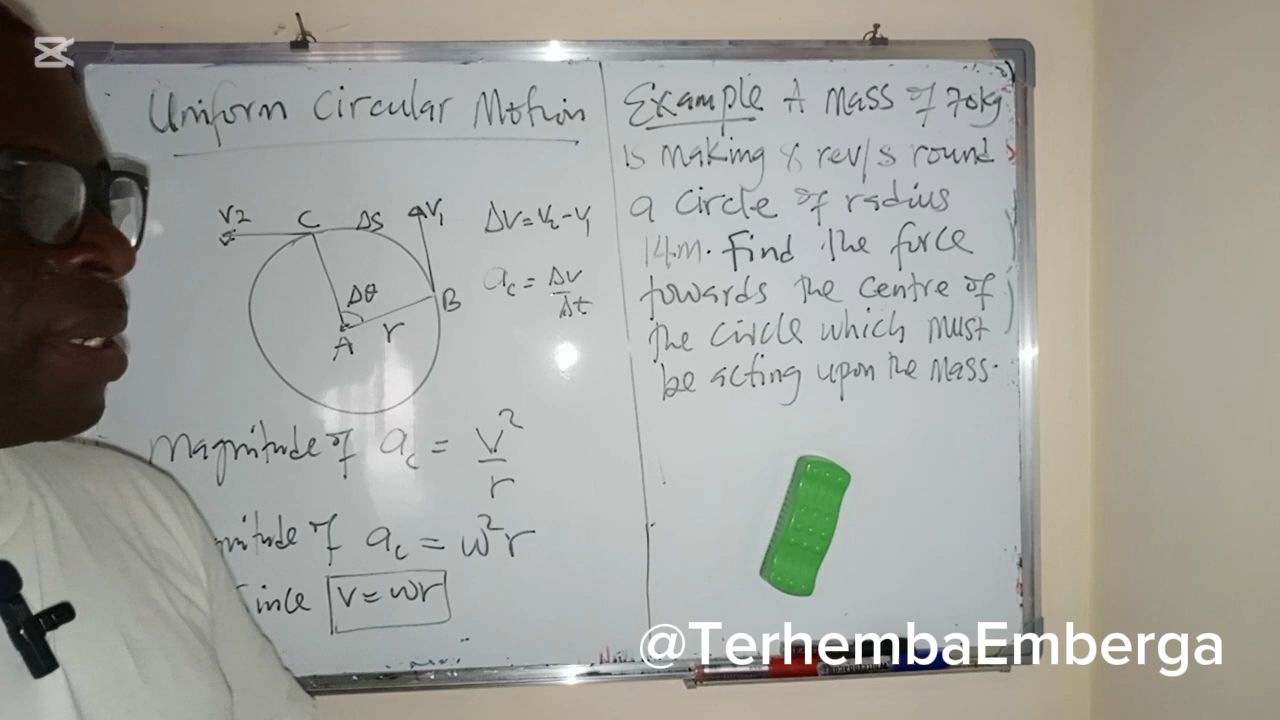 Uniform Circular Motion
V2
C
ΔS
V1
ΔV=V2-V1
ac = ΔV/Δt
Δθ
B
A
r
Magnitude of ac = V²/r
of ac = ω²r
V=ωr
Example A Mass of 70kg
is making 8 rev/s round
a circle of radius
14m. Find the force
towards the centre of
the circle which must
be acting upon the Mass.
@TerhembaEmberga